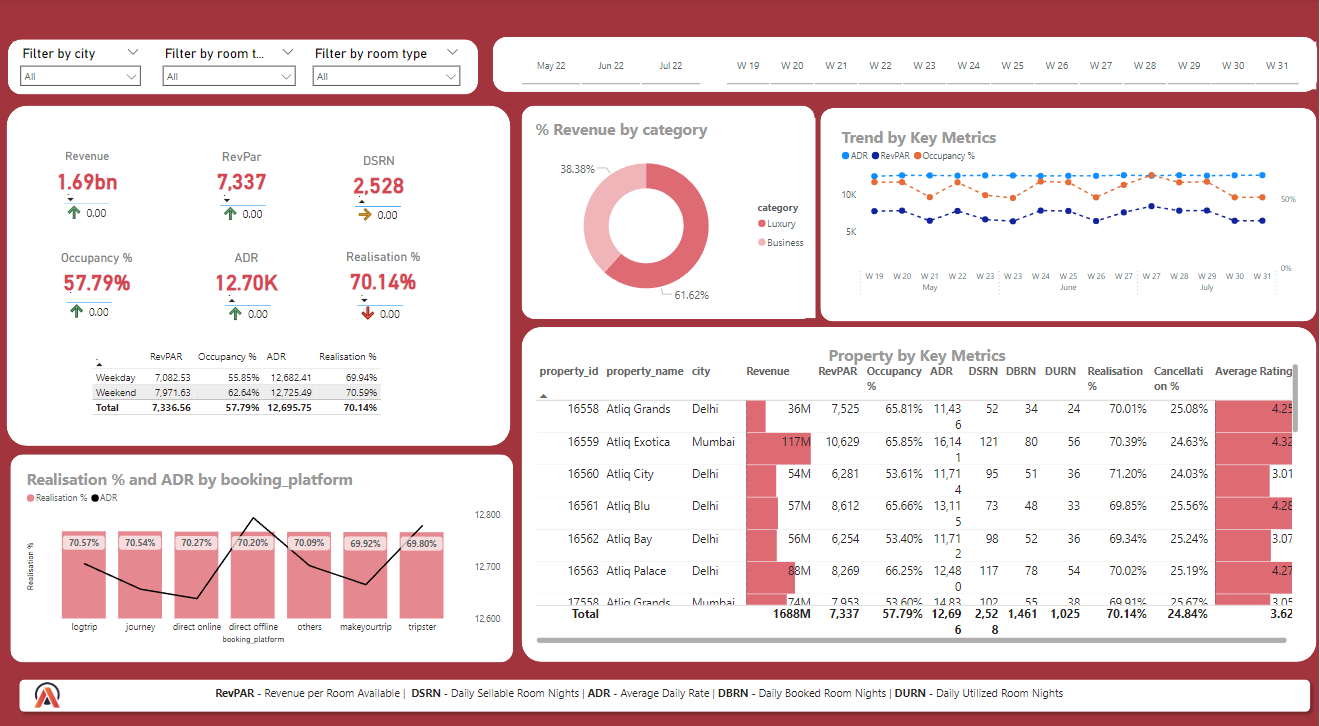 Filter by city
Filter by room t...
Filter by room type
All
All
All
May 22 Jun 22 Jul 22 W 19 W 20 W 21 W 22 W 23 W 24 W 25 W 26 W 27 W 28 W 29 W 30 W 31
Revenue
1.69bn
0.00
RevPar
7,337
0.00
DSRN
2,528
0.00
Occupancy %
57.79%
0.00
ADR
12.70K
0.00
Realisation %
70.14%
0.00
. RevPAR Occupancy % ADR Realisation %
Weekday 7,082.53 55.85% 12,682.41 69.94%
Weekend 7,971.63 62.64% 12,725.49 70.59%
Total 7,336.56 57.79% 12,695.75 70.14%
% Revenue by category
38.38%
61.62%
category
Luxury
Business
Trend by Key Metrics
ADR RevPAR Occupancy %
10K
5K
50%
0%
W 19 W 20 W 21 W 22 W 23 W 23 W 24 W 25 W 26 W 27 W 27 W 28 W 29 W 30 W 31
May June July
Realisation % and ADR by booking_platform
Realisation % ADR
Realisation %
12,800
12,700
12,600
70.57% 70.54% 70.27% 70.20% 70.09% 69.92% 69.80%
logtrip journey direct online direct offline others makeyourtrip tripster
booking_platform
Property by Key Metrics
property_id property_name city Revenue RevPAR Occupancy % ADR DSRN DBRN DURN Realisation % Cancellati on % Average Rating
16558 Atliq Grands Delhi 36M 7,525 65.81% 11,436 52 34 24 70.01% 25.08% 4.25
16559 Atliq Exotica Mumbai 117M 10,629 65.85% 16,141 121 80 56 70.39% 24.63% 4.32
16560 Atliq City Delhi 54M 6,281 53.61% 11,714 95 51 36 71.20% 24.03% 3.01
16561 Atliq Blu Delhi 57M 8,612 65.66% 13,115 73 48 33 69.85% 25.56% 4.28
16562 Atliq Bay Delhi 56M 6,254 53.40% 11,712 98 52 36 69.34% 25.24% 3.07
16563 Atliq Palace Delhi 88M 8,269 66.25% 12,480 117 78 54 70.02% 25.19% 4.27
17558 Atliq Grands Mumbai 74M 7,953 53.60% 14,83 102 55 38 69.91% 25.67% 3.05
Total 1688M 7,337 57.79% 12,696 2,528 1,461 1,025 70.14% 24.84% 3.62
RevPAR - Revenue per Room Available | DSRN - Daily Sellable Room Nights | ADR - Average Daily Rate | DBRN - Daily Booked Room Nights | DURN - Daily Utilized Room Nights